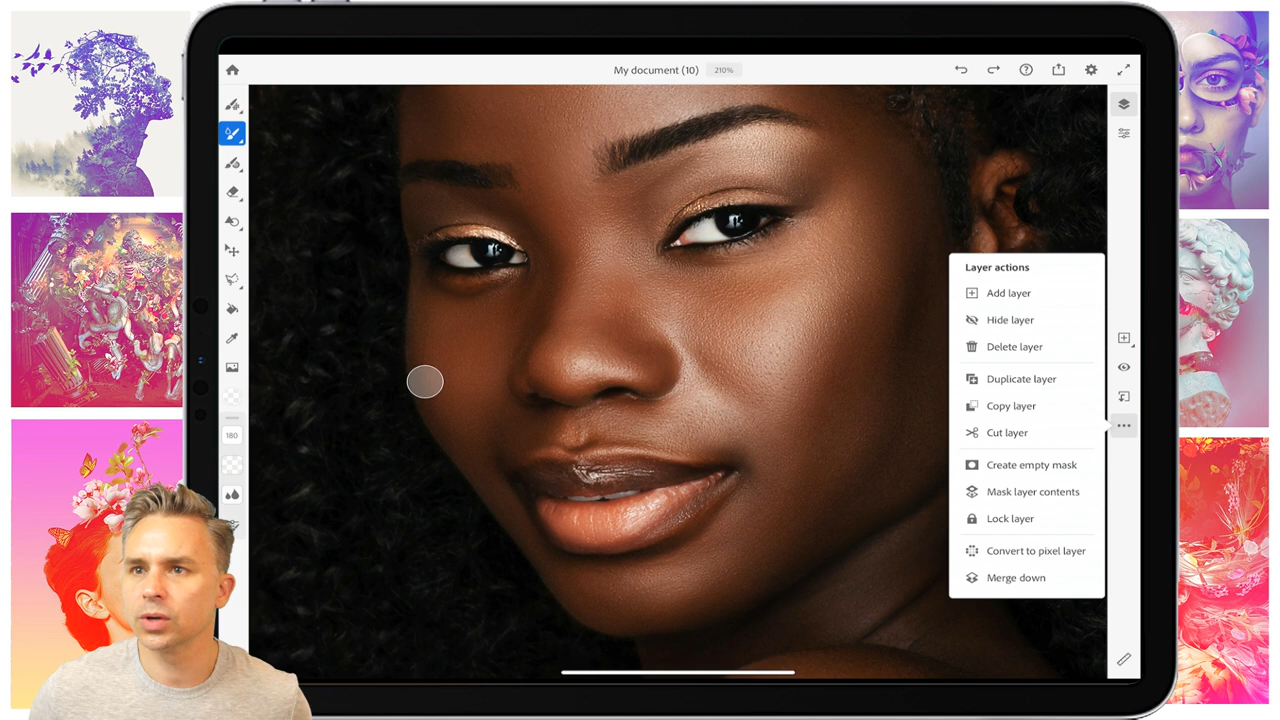 My document (10) 210%
Layer actions
Add layer
Hide layer
Delete layer
Duplicate layer
Copy layer
Cut layer
Create empty mask
Mask layer contents
Lock layer
Convert to pixel layer
Merge down
180